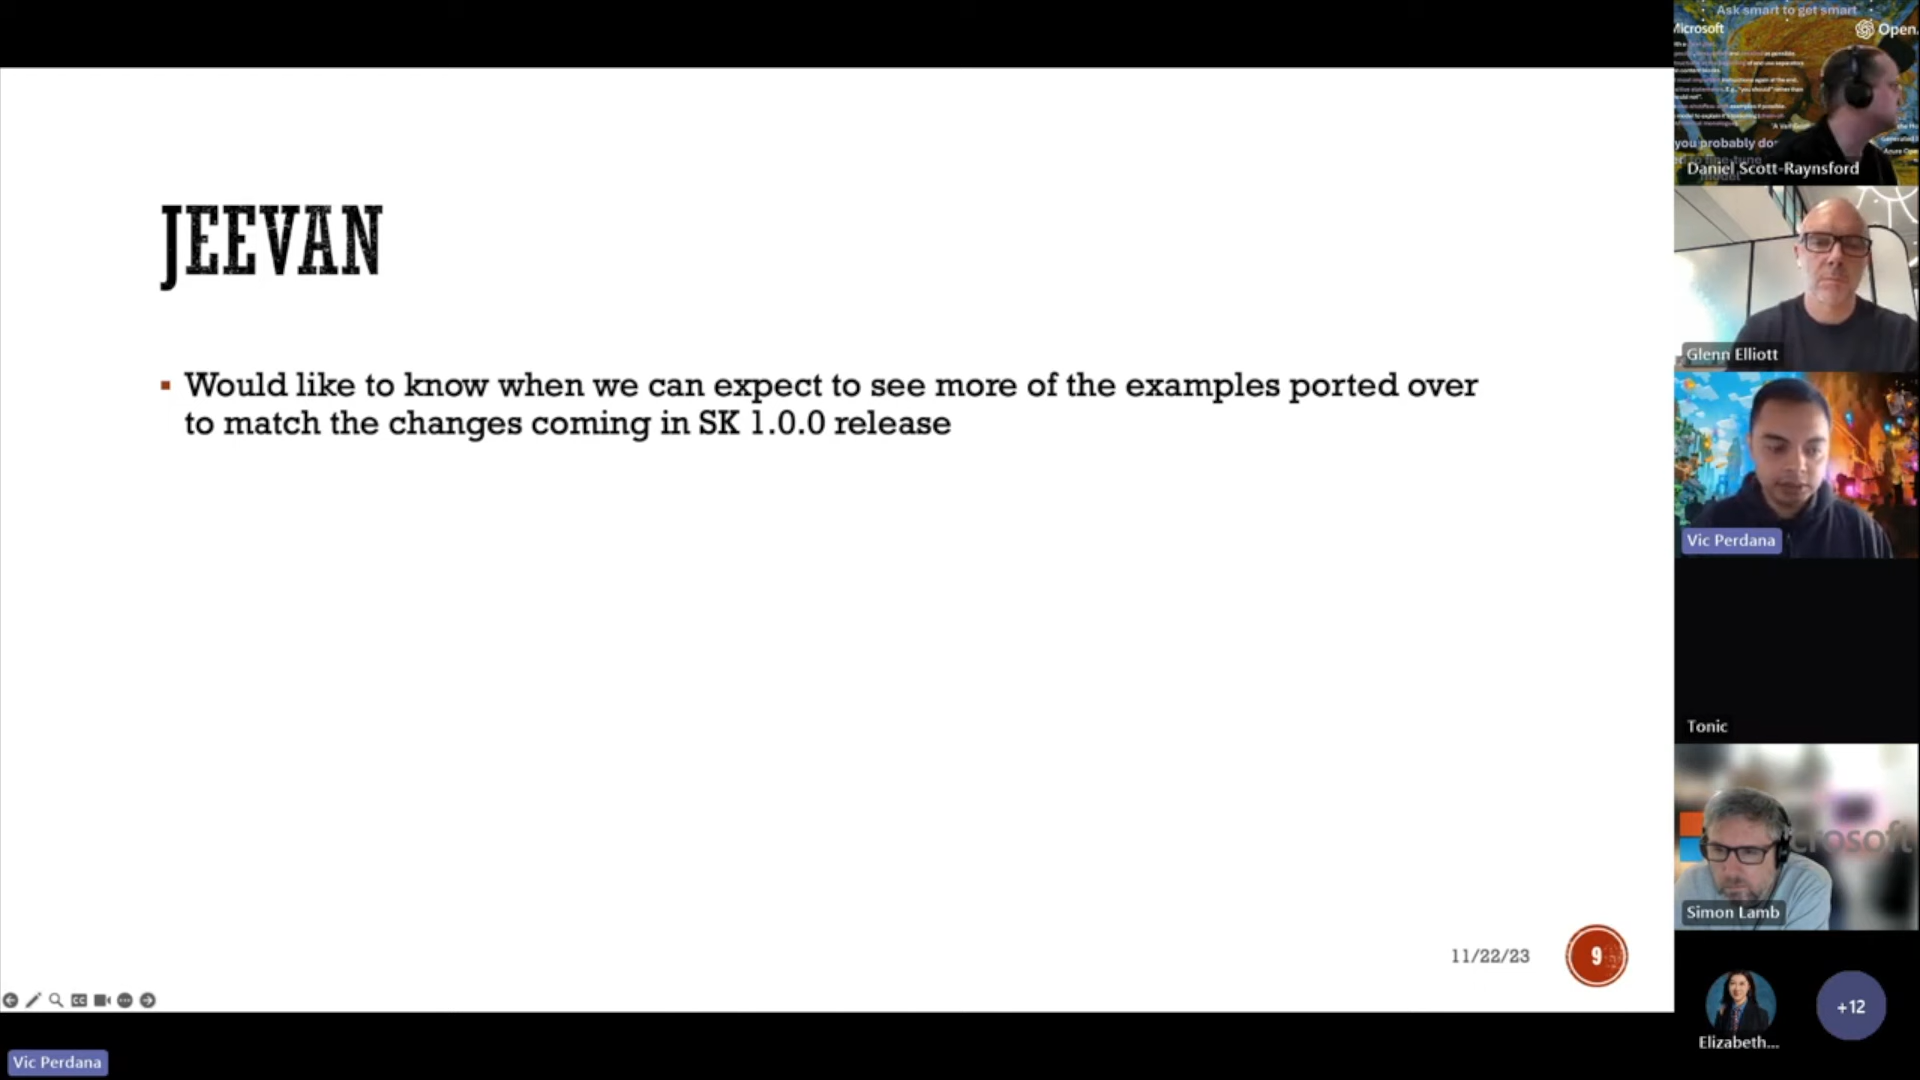 JEEVAN
Would like to know when we can expect to see more of the examples ported over
to match the changes coming in SK 1.0.0 release
11/22/23
9
Vic Perdana
Ask smart to get smart
Microsoft
Open
you probably do
Daniel Scott-Raynsford
Glenn Elliott
Vic Perdana
Tonic
crosoft
Simon Lamb
Elizabeth...
+12